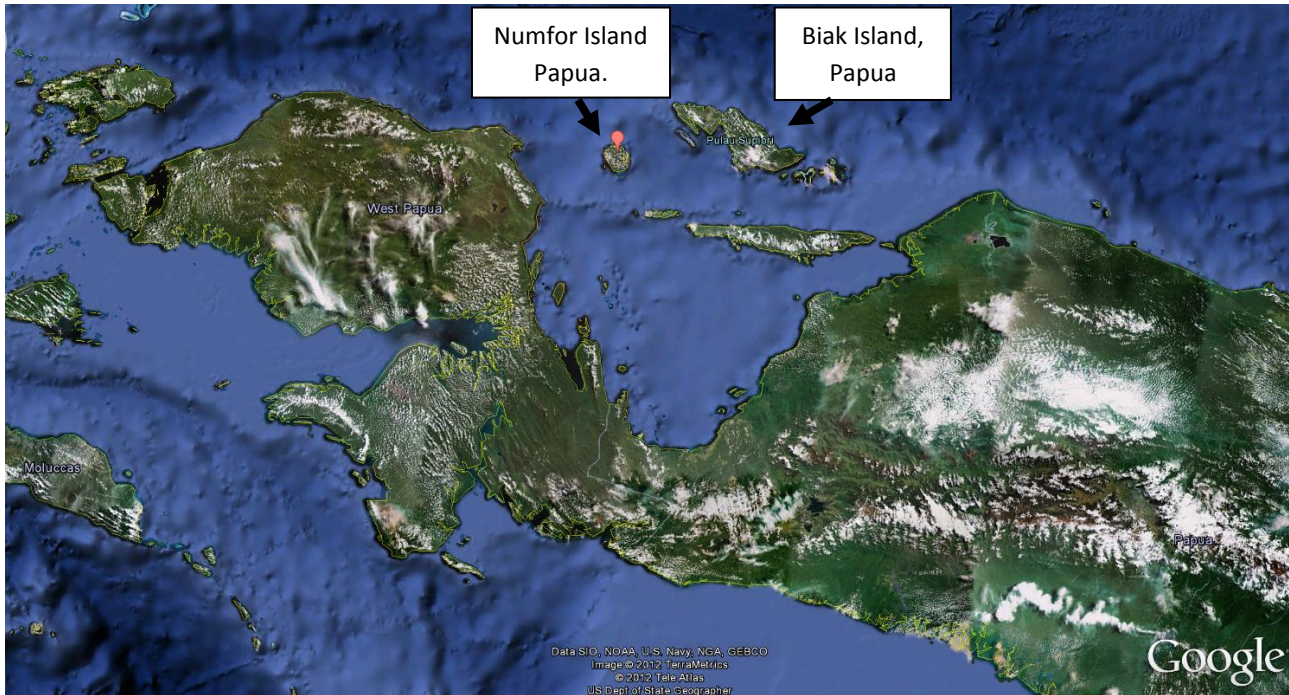 Numfor Island
Papua.
Biak Island,
Papua
Pulau Supiori
West Papua
Moluccas
Papua
Data SIO, NOAA, U.S. Navy, NGA, GEBCO
Image © 2012 TerraMetrics
© 2012 Tele Atlas
US Dept of State Geographer
Google